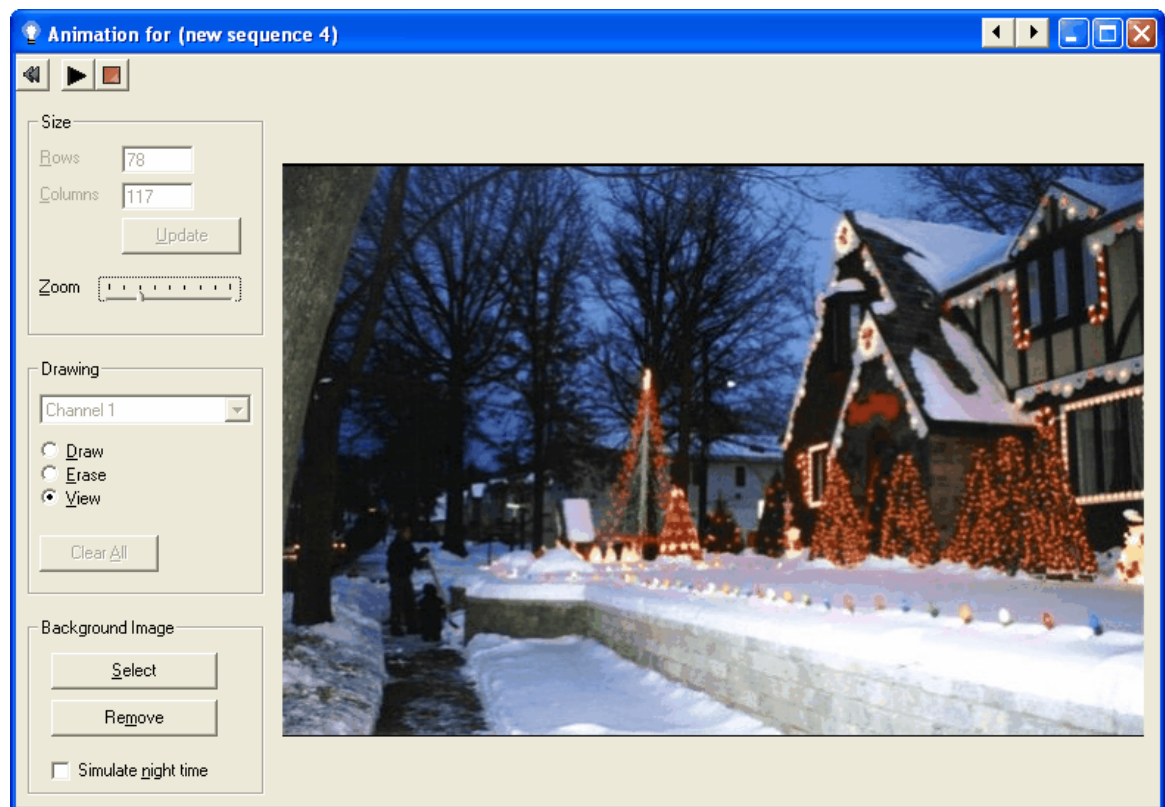 Animation for (new sequence 4)
Size
Rows 78
Columns 117
Update
Zoom
Drawing
Channel 1
Draw
Erase
View
Clear All
Background Image
Select
Remove
Simulate night time